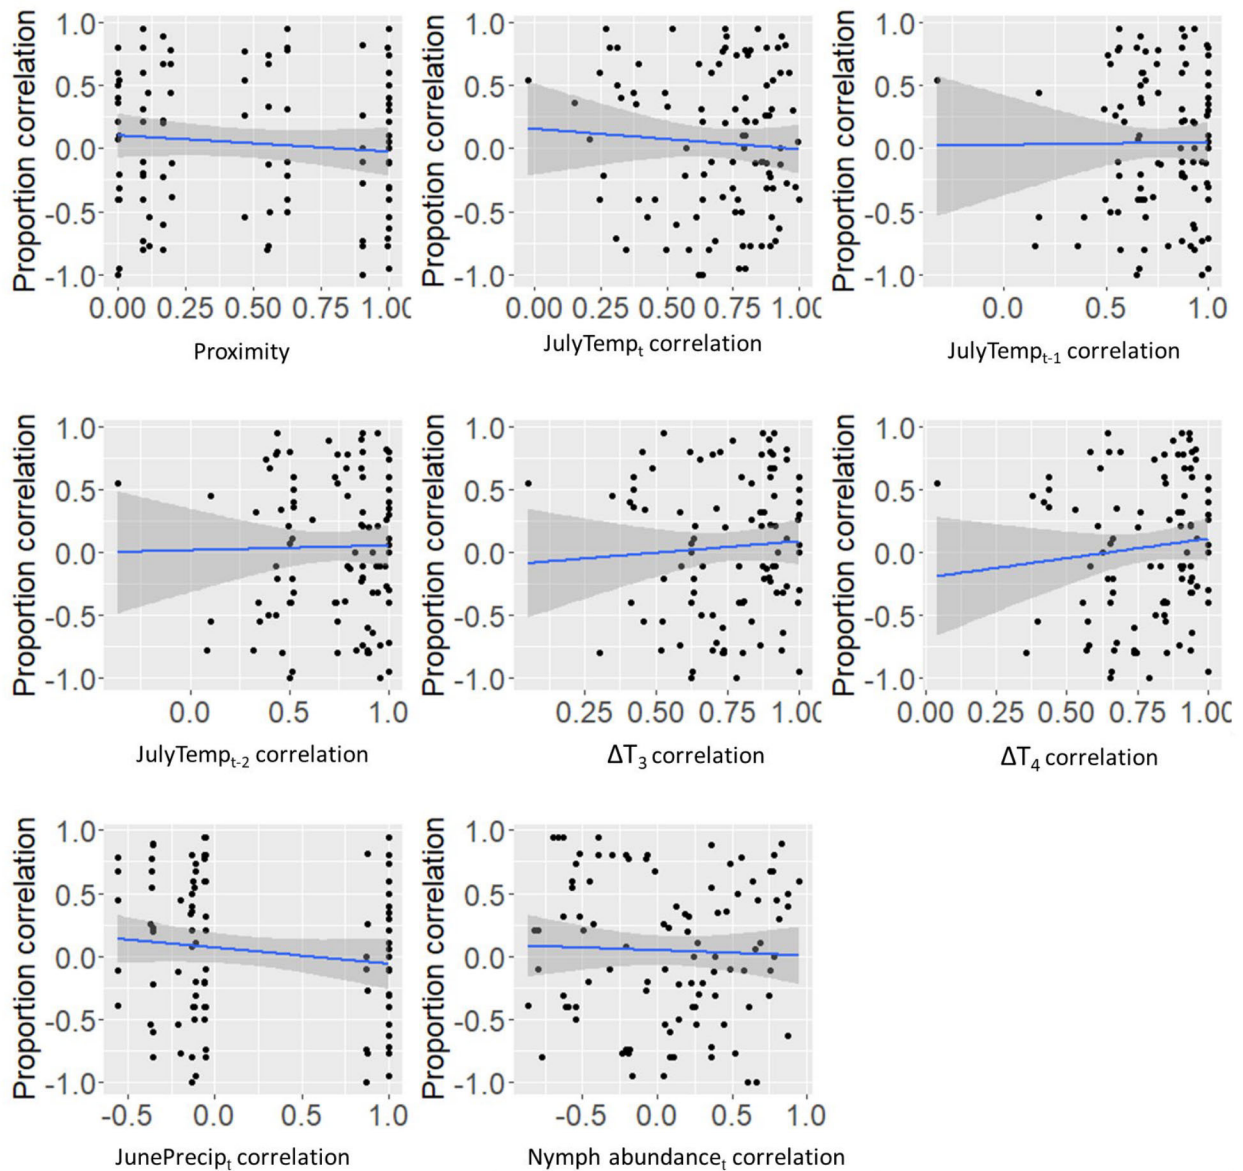 Proportion correlation
1.0
0.5
0.0
-0.5
-1.0
0.00 0.25 0.50 0.75 1.00
Proximity
Proportion correlation
1.0
0.5
0.0
-0.5
-1.0
0.00 0.25 0.50 0.75 1.00
JulyTempt correlation
Proportion correlation
1.0
0.5
0.0
-0.5
-1.0
0.0 0.5 1.0
JulyTempt-1 correlation
Proportion correlation
1.0
0.5
0.0
-0.5
-1.0
0.0 0.5 1.0
JulyTempt-2 correlation
Proportion correlation
1.0
0.5
0.0
-0.5
-1.0
0.25 0.50 0.75 1.00
ΔT3 correlation
Proportion correlation
1.0
0.5
0.0
-0.5
-1.0
0.00 0.25 0.50 0.75 1.00
ΔT4 correlation
Proportion correlation
1.0
0.5
0.0
-0.5
-1.0
-0.5 0.0 0.5 1.0
JunePrecipt correlation
Proportion correlation
1.0
0.5
0.0
-0.5
-1.0
-0.5 0.0 0.5 1.0
Nymph abundancet correlation